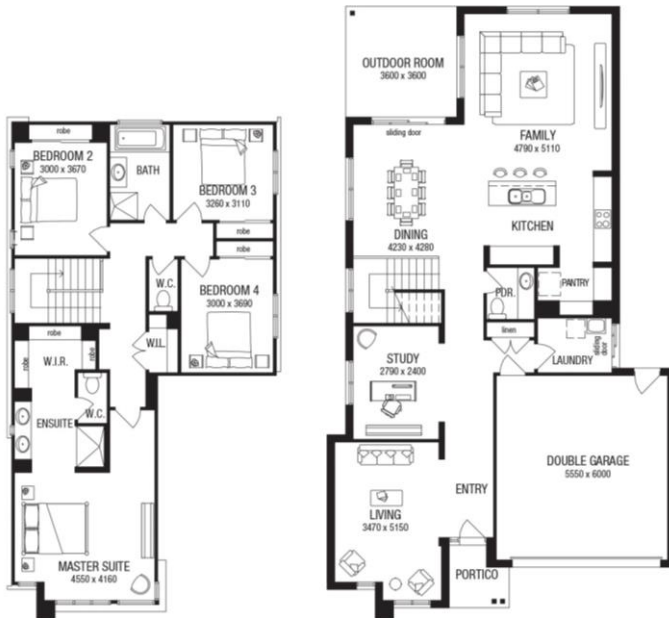 robe
BEDROOM 2
3000 x 3670
BATH
BEDROOM 3
3260 x 3110
robe
robe
W.C.
BEDROOM 4
3000 x 3690
robe
robe
W.I.R.
robe
W.I.L.
W.C.
ENSUITE
MASTER SUITE
4550 x 4160
OUTDOOR ROOM
3600 x 3600
sliding door
FAMILY
4790 x 5110
DINING
4230 x 4280
KITCHEN
PDR.
PANTRY
linen
LAUNDRY
sliding
door
STUDY
2790 x 2400
DOUBLE GARAGE
5550 x 6000
ENTRY
LIVING
3470 x 5150
PORTICO